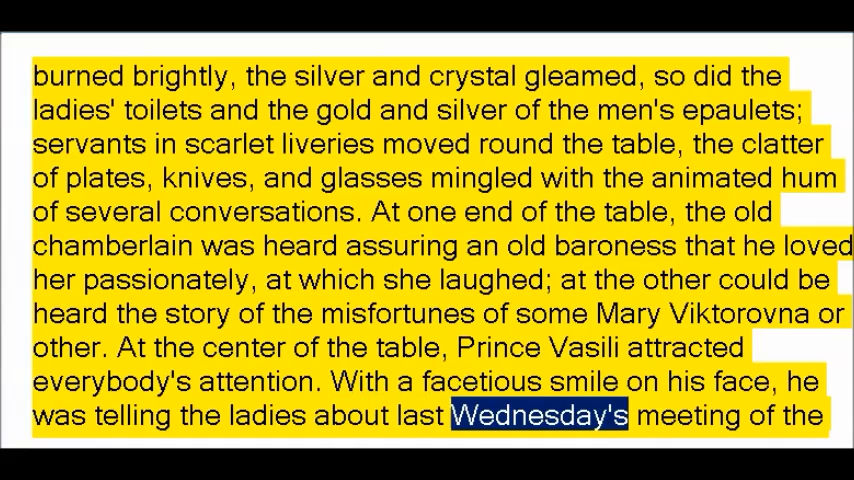 burned brightly, the silver and crystal gleamed, so did the
ladies' toilets and the gold and silver of the men's epaulets;
servants in scarlet liveries moved round the table, the clatter
of plates, knives, and glasses mingled with the animated hum
of several conversations. At one end of the table, the old
chamberlain was heard assuring an old baroness that he loved
her passionately, at which she laughed; at the other could be
heard the story of the misfortunes of some Mary Viktorovna or
other. At the center of the table, Prince Vasili attracted
everybody's attention. With a facetious smile on his face, he
was telling the ladies about last Wednesday's meeting of the